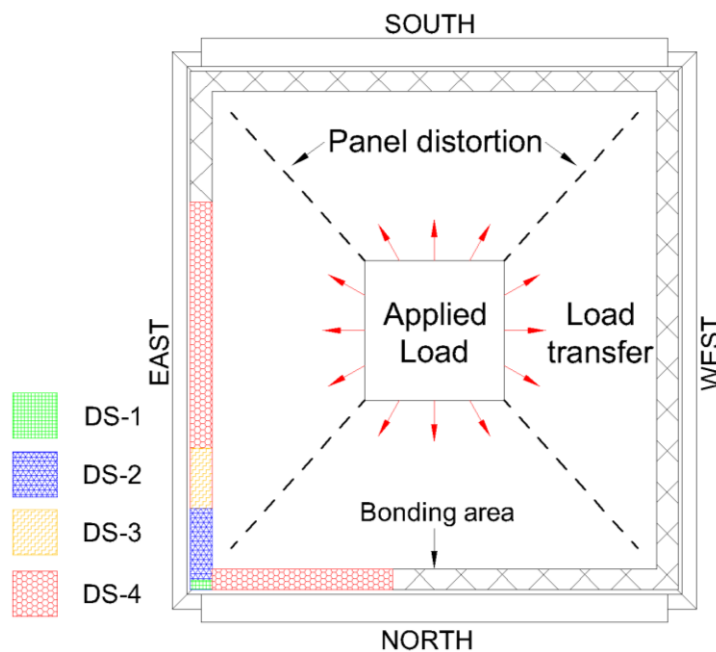 SOUTH
Panel distortion
EAST
Applied
Load
Load
transfer
WEST
DS-1
DS-2
DS-3
DS-4
Bonding area
NORTH